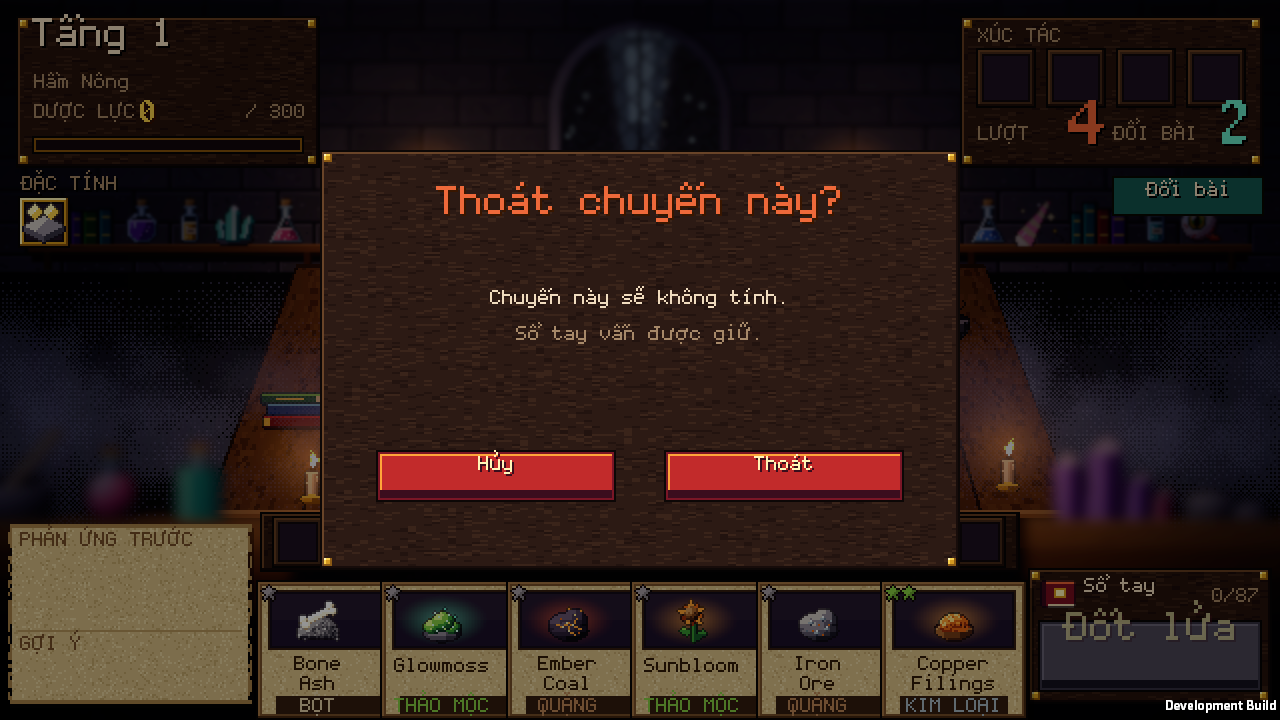 Tầng 1
Hầm Nông
DƯỢC LỰC 0 / 300
ĐẶC TÍNH
XÚC TÁC
LƯỢT 4 ĐỔI BÀI 2
Đổi bài
Thoát chuyến này?
Chuyến này sẽ không tính.
Sổ tay vẫn được giữ.
Hủy
Thoát
PHẢN ỨNG TRƯỚC
GỢI Ý
Bone
Ash
BỘT
Glowmoss
THẢO MỘC
Ember
Coal
QUẶNG
Sunbloom
THẢO MỘC
Iron
Ore
QUẶNG
Copper
Filings
KIM LOẠI
Sổ tay
0/87
Đốt lửa
Development Build